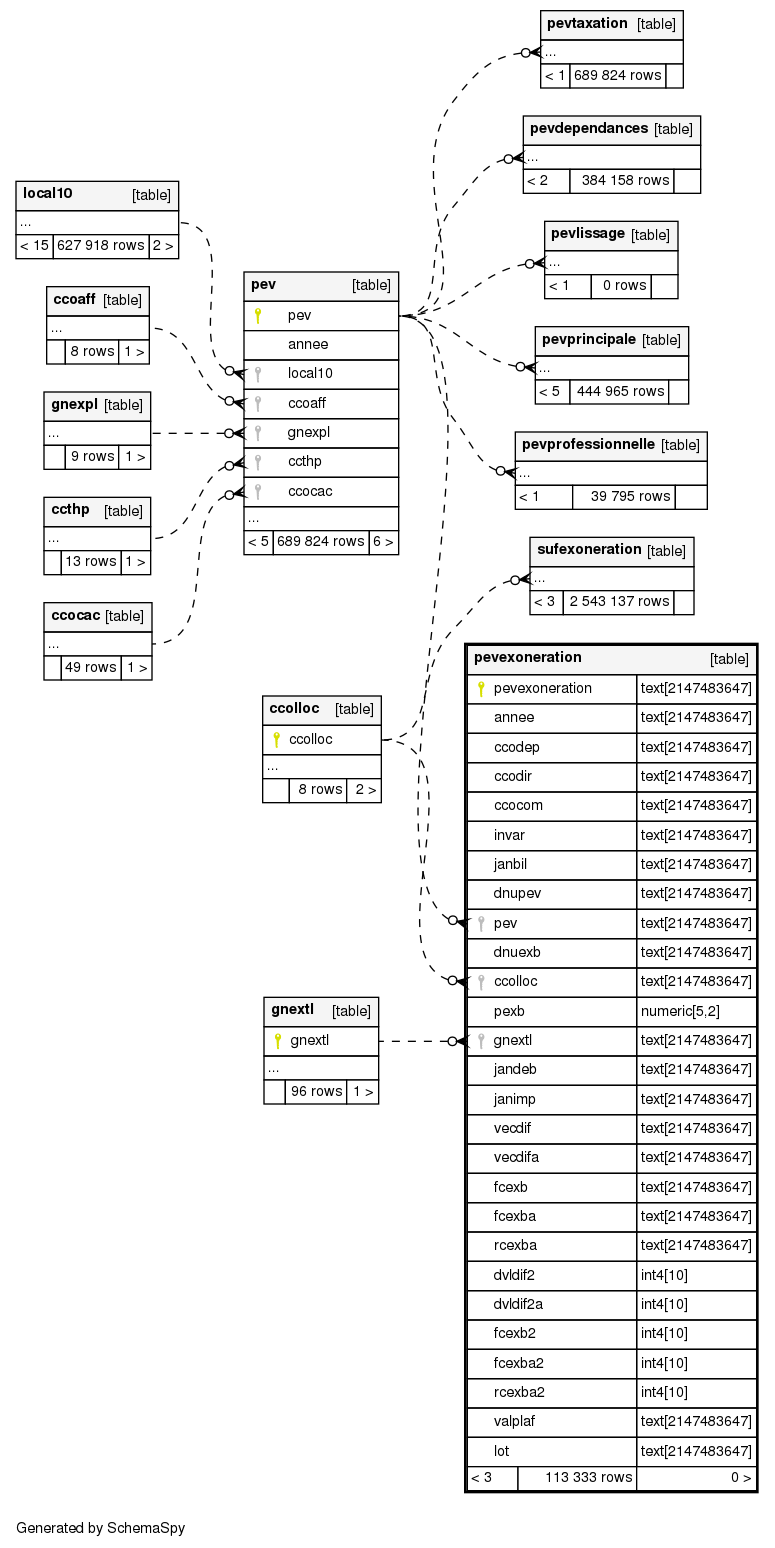 pevtaxation [table]
...
< 1 689 824 rows
pevdependances [table]
...
< 2 384 158 rows
local10 [table]
...
< 15 627 918 rows 2 >
pevlissage [table]
...
< 1 0 rows
pev [table]
pev
annee
local10
ccoaff
gnexpl
ccthp
ccocac
...
< 5 689 824 rows 6 >
ccoaff [table]
...
8 rows 1 >
pevprincipale [table]
...
< 5 444 965 rows
gnexpl [table]
...
9 rows 1 >
pevprofessionnelle [table]
...
< 1 39 795 rows
ccthp [table]
...
13 rows 1 >
sufexoneration [table]
...
< 3 2 543 137 rows
ccocac [table]
...
49 rows 1 >
ccolloc [table]
ccolloc
...
8 rows 2 >
gnextl [table]
gnextl
...
96 rows 1 >
pevexoneration [table]
pevexoneration text[2147483647]
annee text[2147483647]
ccodep text[2147483647]
ccodir text[2147483647]
ccocom text[2147483647]
invar text[2147483647]
janbil text[2147483647]
dnupev text[2147483647]
pev text[2147483647]
dnuexb text[2147483647]
ccolloc text[2147483647]
pexb numeric[5,2]
gnextl text[2147483647]
jandeb text[2147483647]
janimp text[2147483647]
vecdif text[2147483647]
vecdifa text[2147483647]
fcexb text[2147483647]
fcexba text[2147483647]
rcexba text[2147483647]
dvldif2 int4[10]
dvldif2a int4[10]
fcexb2 int4[10]
fcexba2 int4[10]
rcexba2 int4[10]
valplaf text[2147483647]
lot text[2147483647]
< 3 113 333 rows 0 >
Generated by SchemaSpy